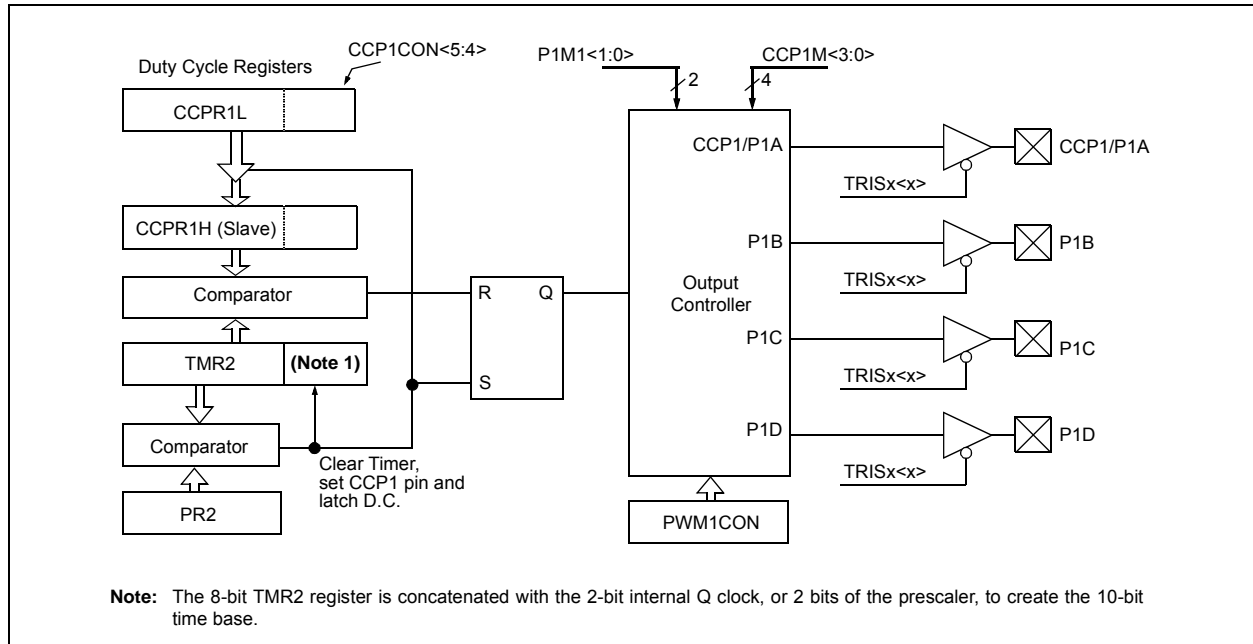 CCP1CON<5:4>
Duty Cycle Registers
CCPR1L
CCPR1H (Slave)
Comparator
TMR2
(Note 1)
Comparator
PR2
Clear Timer,
set CCP1 pin and
latch D.C.
R
Q
S
P1M1<1:0>
2
CCP1M<3:0>
4
Output
Controller
CCP1/P1A
P1B
P1C
P1D
PWM1CON
TRISx<x>
CCP1/P1A
TRISx<x>
P1B
TRISx<x>
P1C
TRISx<x>
P1D
Note: The 8-bit TMR2 register is concatenated with the 2-bit internal Q clock, or 2 bits of the prescaler, to create the 10-bit
time base.